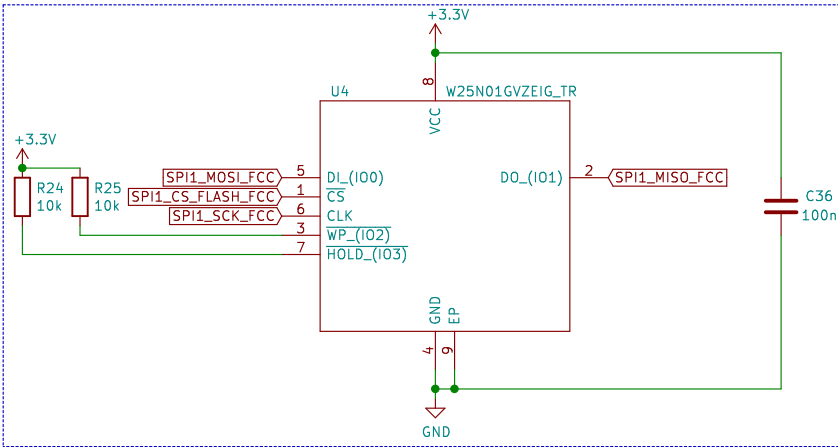 +3.3V
U4
W25N01GVZEIG_TR
8
VCC
+3.3V
R24
10k
R25
10k
SPI1_MOSI_FCC
5
DI_(IO0)
SPI1_CS_FLASH_FCC
1
CS
SPI1_SCK_FCC
6
CLK
3
WP_(IO2)
7
HOLD_(IO3)
DO_(IO1)
2
SPI1_MISO_FCC
C36
100n
GND
EP
4
9
GND